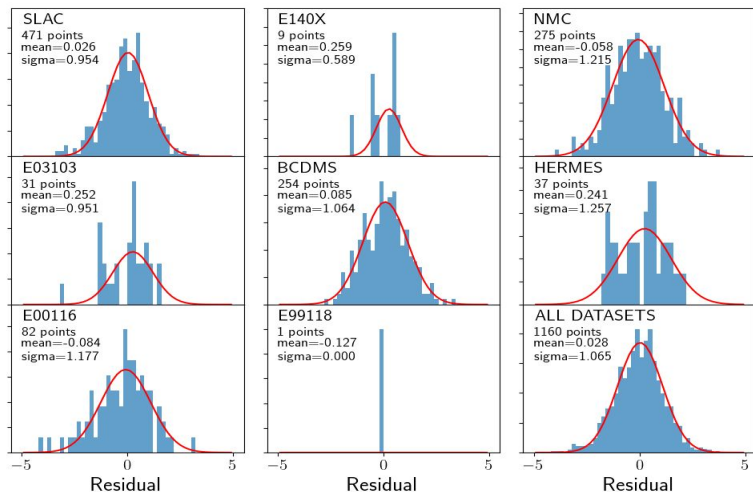 SLAC
471 points
mean=0.026
sigma=0.954
E140X
9 points
mean=0.259
sigma=0.589
NMC
275 points
mean=-0.058
sigma=1.215
E03103
31 points
mean=0.252
sigma=0.951
BCDMS
254 points
mean=0.085
sigma=1.064
HERMES
37 points
mean=0.241
sigma=1.257
E00116
82 points
mean=-0.084
sigma=1.177
E99118
1 points
mean=-0.127
sigma=0.000
ALL DATASETS
1160 points
mean=0.028
sigma=1.065
−5 0 5 −5 0 5 −5 0 5
Residual Residual Residual